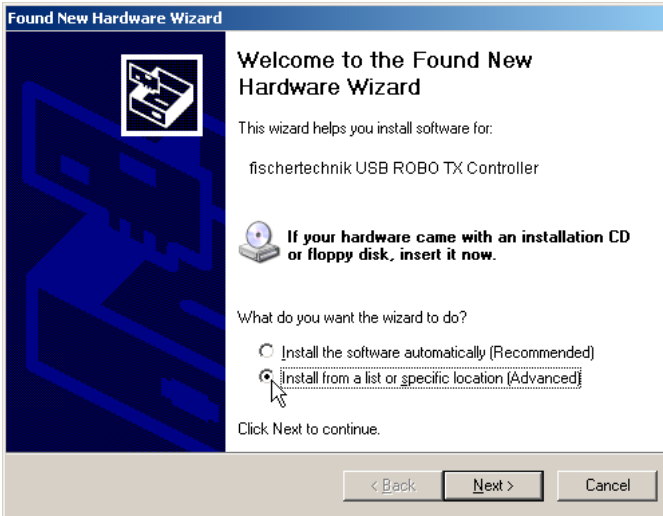 Found New Hardware Wizard
Welcome to the Found New
Hardware Wizard
This wizard helps you install software for:
fischertechnik USB ROBO TX Controller
If your hardware came with an installation CD
or floppy disk, insert it now.
What do you want the wizard to do?
Install the software automatically (Recommended)
Install from a list or specific location (Advanced)
Click Next to continue.
< Back Next > Cancel